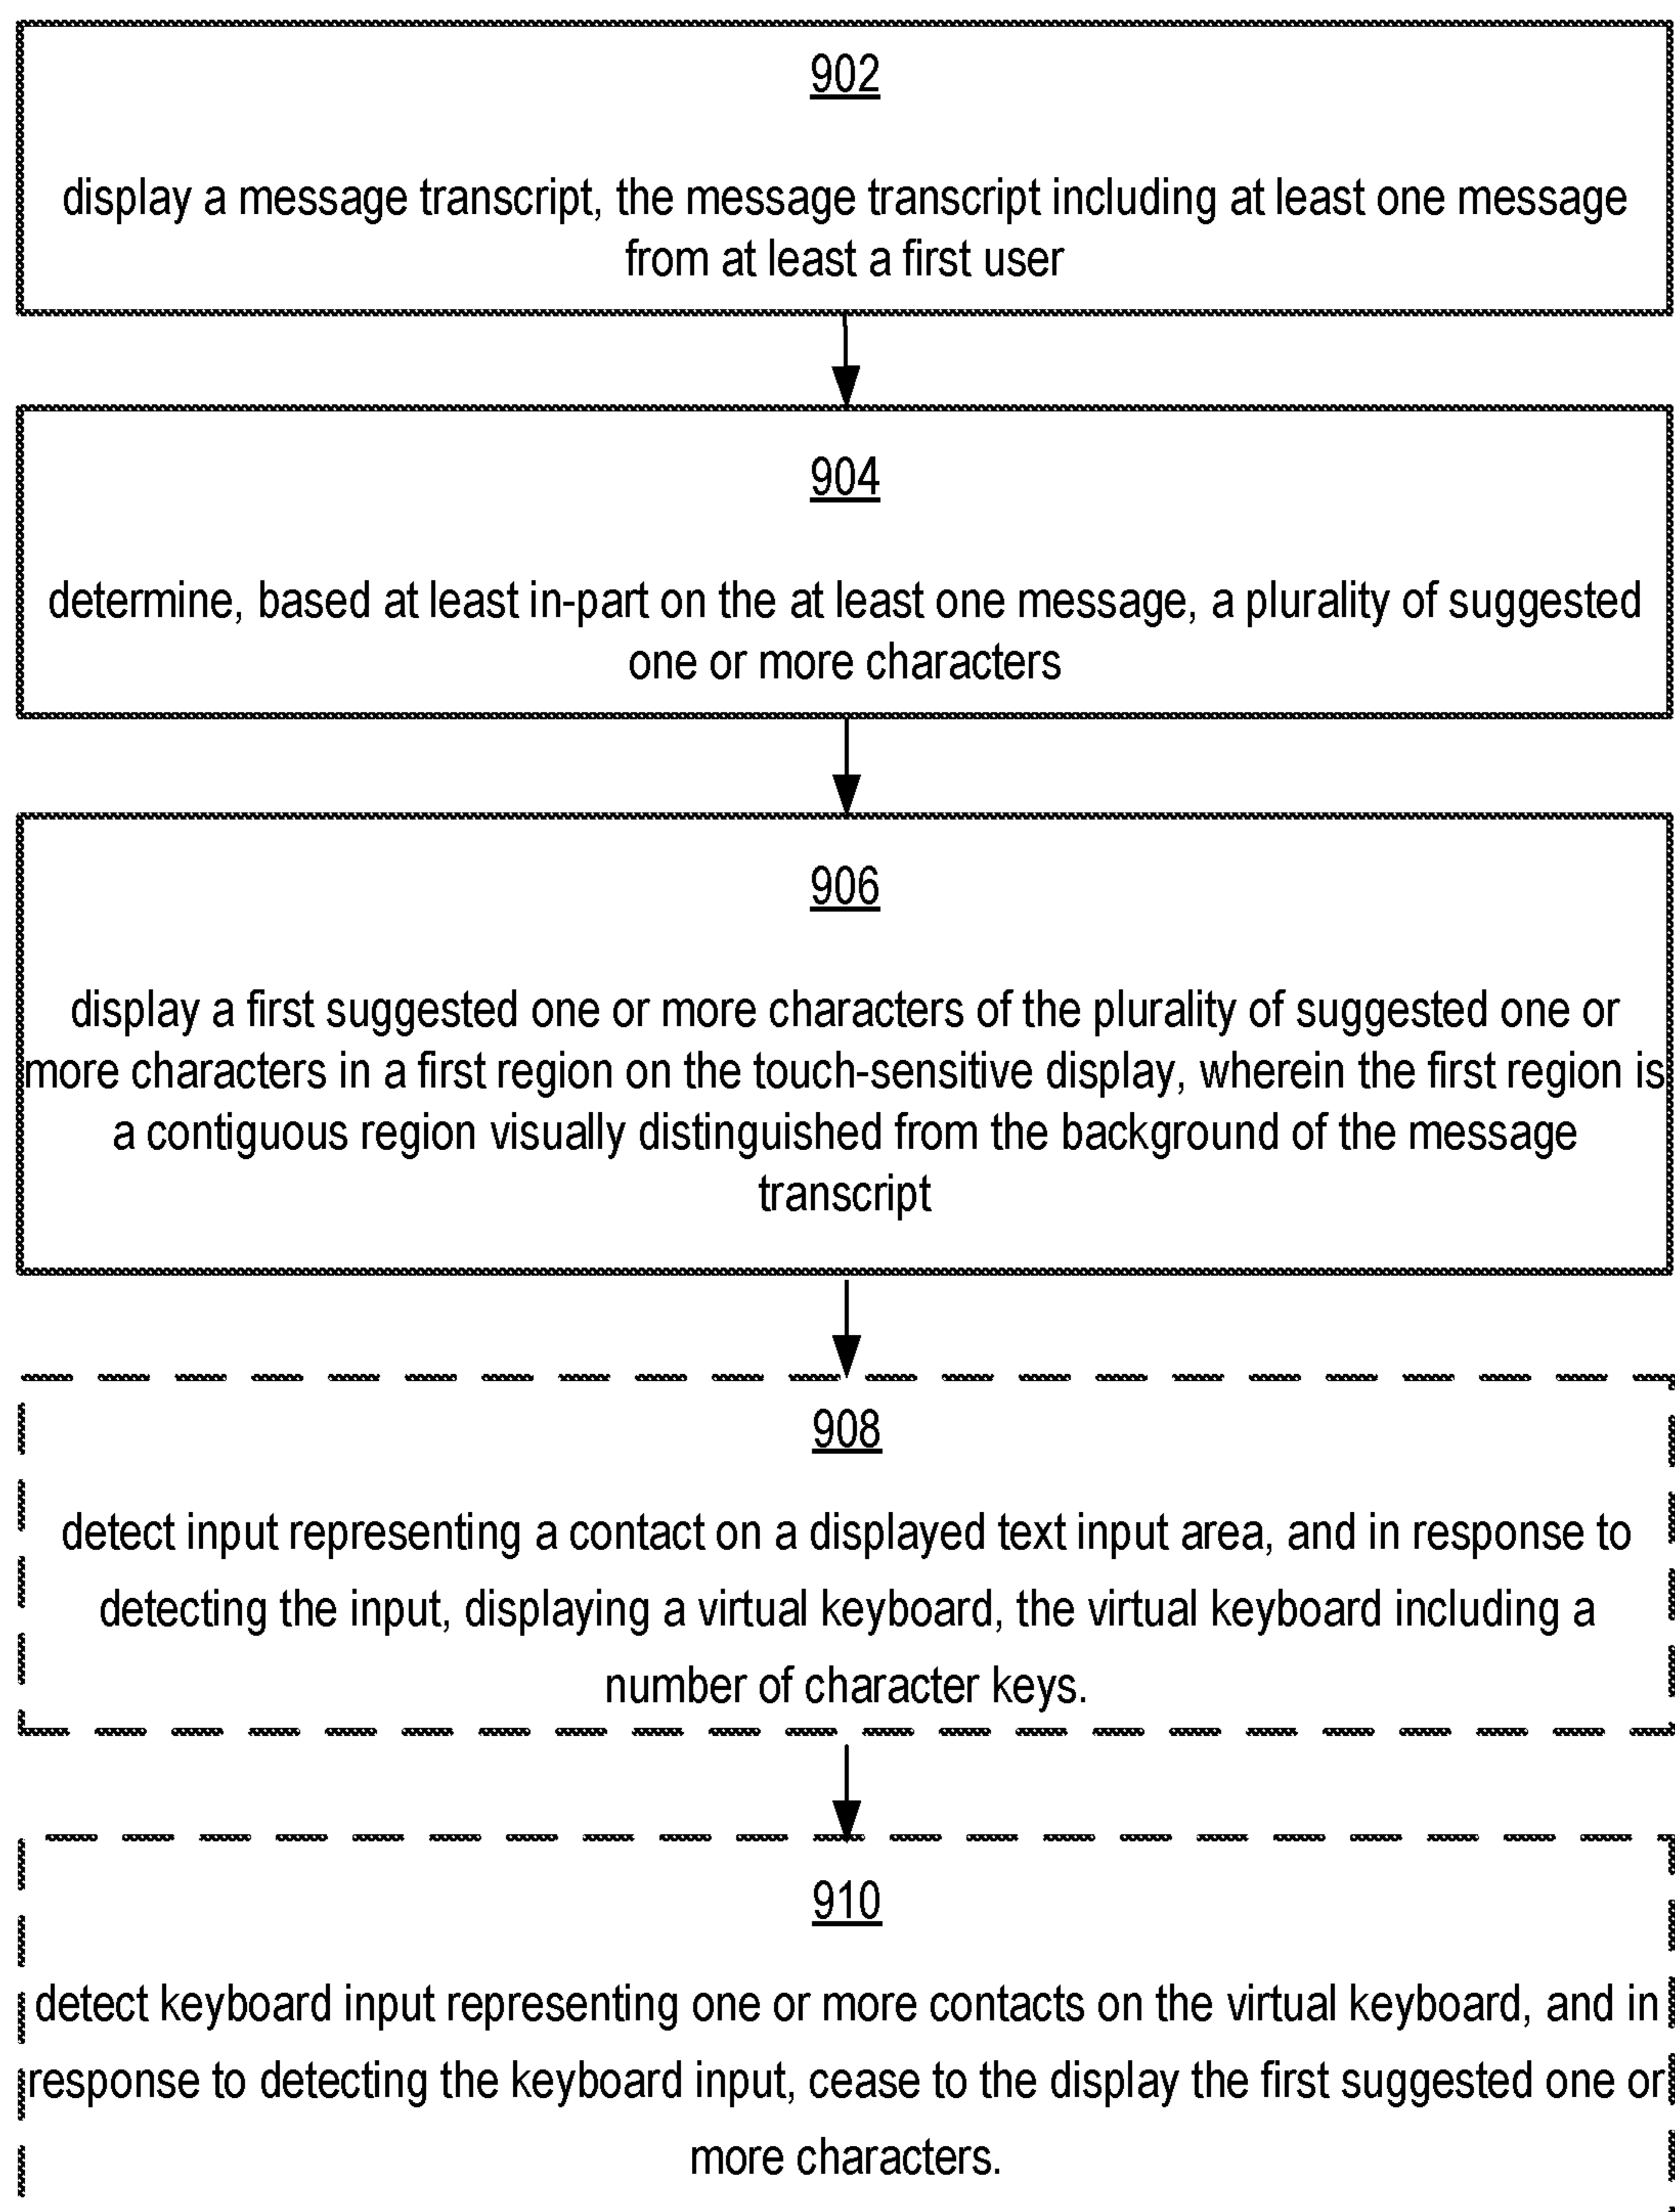 902
display a message transcript, the message transcript including at least one message
from at least a first user
904
determine, based at least in-part on the at least one message, a plurality of suggested
one or more characters
906
display a first suggested one or more characters of the plurality of suggested one or
more characters in a first region on the touch-sensitive display, wherein the first region is
a contiguous region visually distinguished from the background of the message
transcript
908
detect input representing a contact on a displayed text input area, and in response to
detecting the input, displaying a virtual keyboard, the virtual keyboard including a
number of character keys.
910
detect keyboard input representing one or more contacts on the virtual keyboard, and in
response to detecting the keyboard input, cease to the display the first suggested one or
more characters.